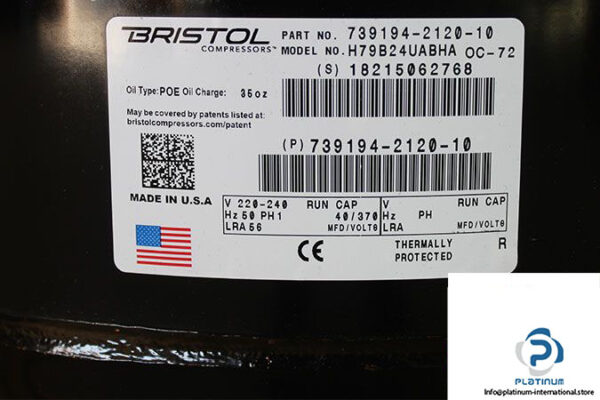 BRISTOL
COMPRESSORS™
PART NO. 739194-2120-10
MODEL NO. H79B24UABHA OC-72
(S) 18215062768
Oil Type: POE Oil Charge: 35oz
May be covered by patents listed at:
bristolcompressors.com/patent
(P) 739194-2120-10
MADE IN U.S.A
V 220-240 RUN CAP
Hz 50 PH 1 40/370
LRA 56 MFD/VOLTS
V RUN CAP
Hz PH
LRA MFD/VOLTS
CE
THERMALLY
PROTECTED
R
PLATINUM
info@platinum-international.store